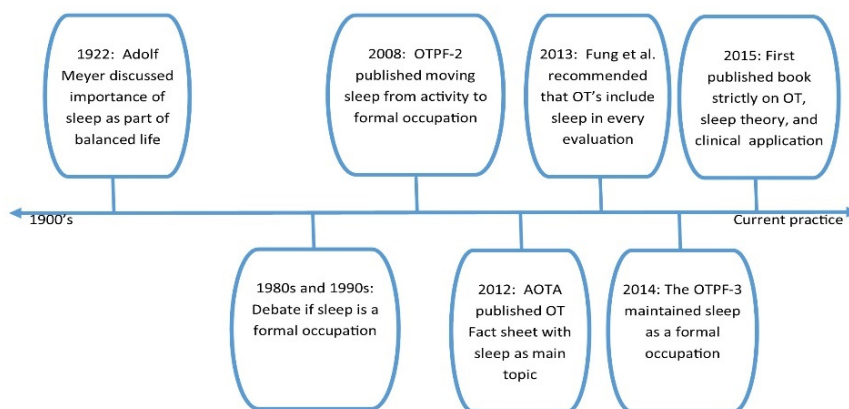 1922: Adolf
Meyer discussed
importance of
sleep as part of
balanced life
2008: OTPF-2
published moving
sleep from activity to
formal occupation
2013: Fung et al.
recommended
that OT's include
sleep in every
evaluation
2015: First
published book
strictly on OT,
sleep theory, and
clinical application
1900's
Current practice
1980s and 1990s:
Debate if sleep is a
formal occupation
2012: AOTA
published OT
Fact sheet with
sleep as main
topic
2014: The OTPF-3
maintained sleep
as a formal
occupation